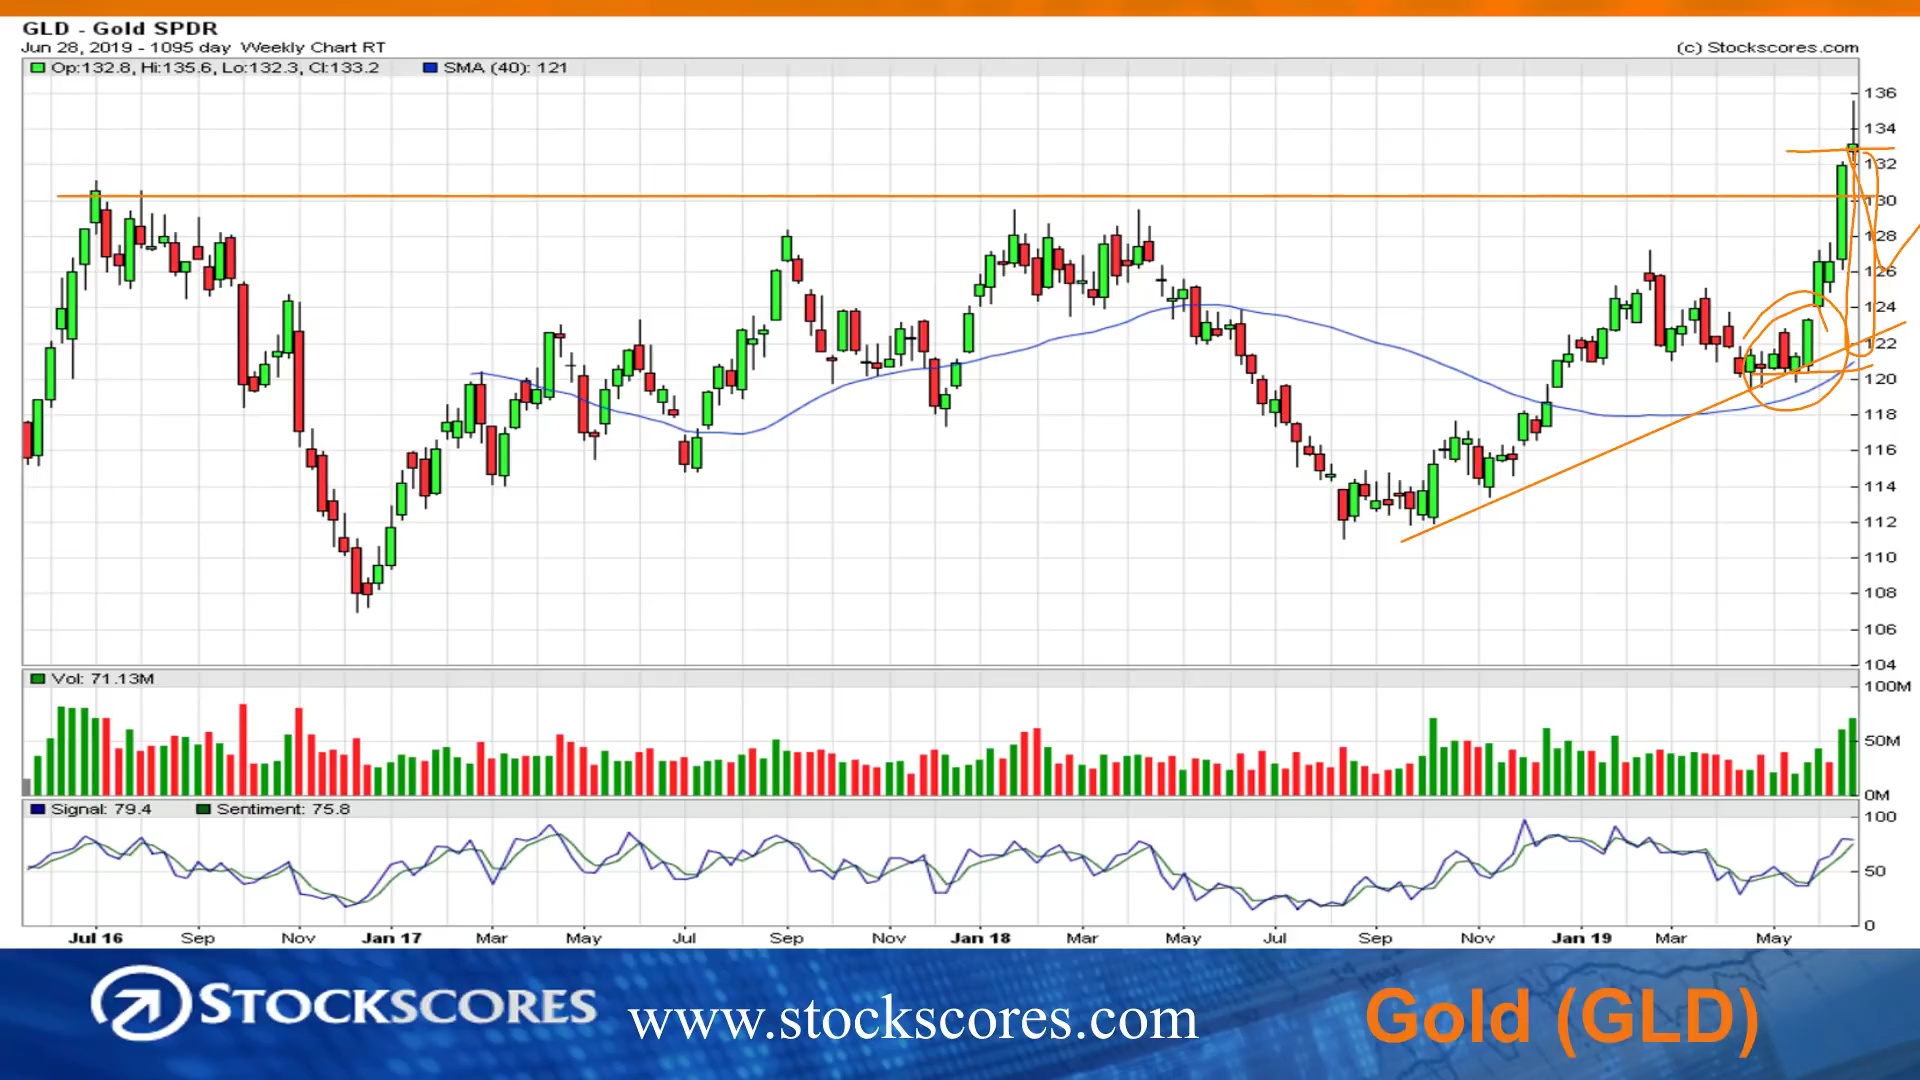 GLD - Gold SPDR
Jun 28, 2019 - 1095 day Weekly Chart RT
(c) Stockscores.com
Op:132.8, Hi:135.6, Lo:132.3, Cl:133.2 SMA (40): 121
136
134
132
130
128
126
124
122
120
118
116
114
112
110
108
106
104
Vol: 71.13M
100M
50M
0M
Signal: 79.4 Sentiment: 75.8
100
50
0
Jul 16 Sep Nov Jan 17 Mar May Jul Sep Nov Jan 18 Mar May Jul Sep Nov Jan 19 Mar May
STOCKSCORES www.stockscores.com Gold (GLD)